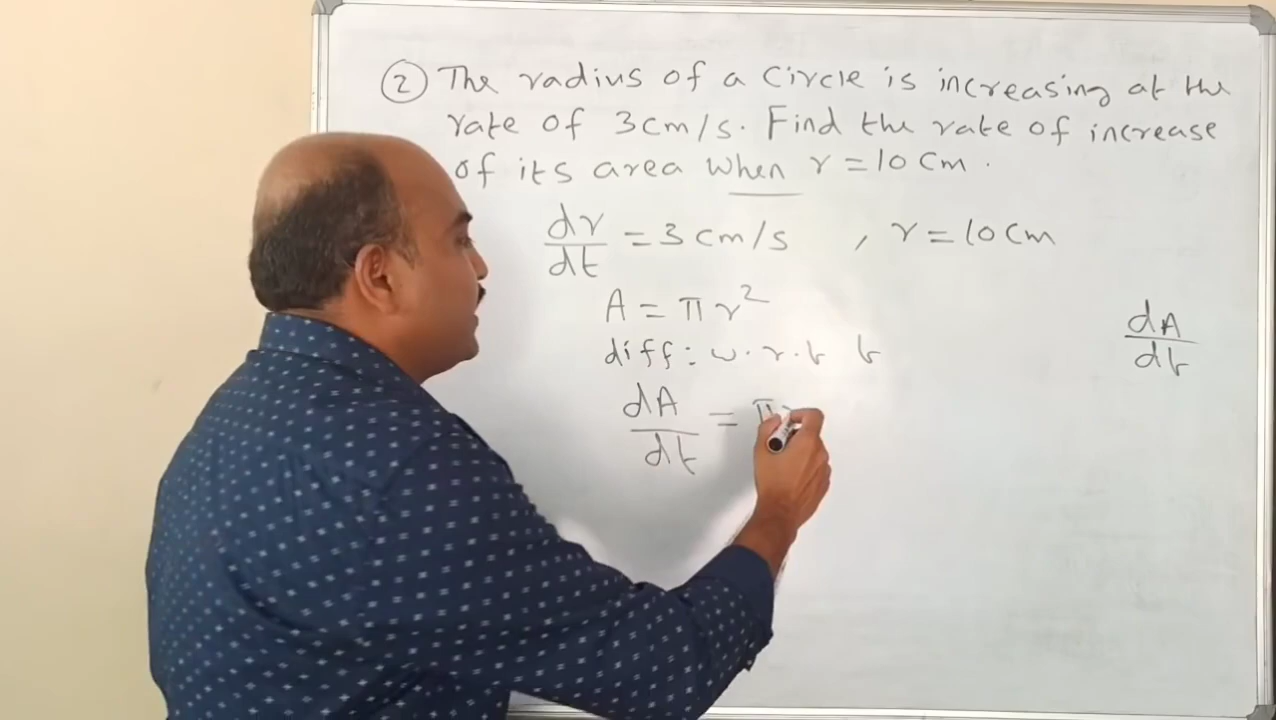 ② The radius of a circle is increasing at the
rate of 3cm/s. Find the rate of increase
of its area when r = 10 cm.
dr/dt = 3 cm/s , r = 10 cm
A = πr²
diff: w.r.t t
dA/dt
dA/dt = π